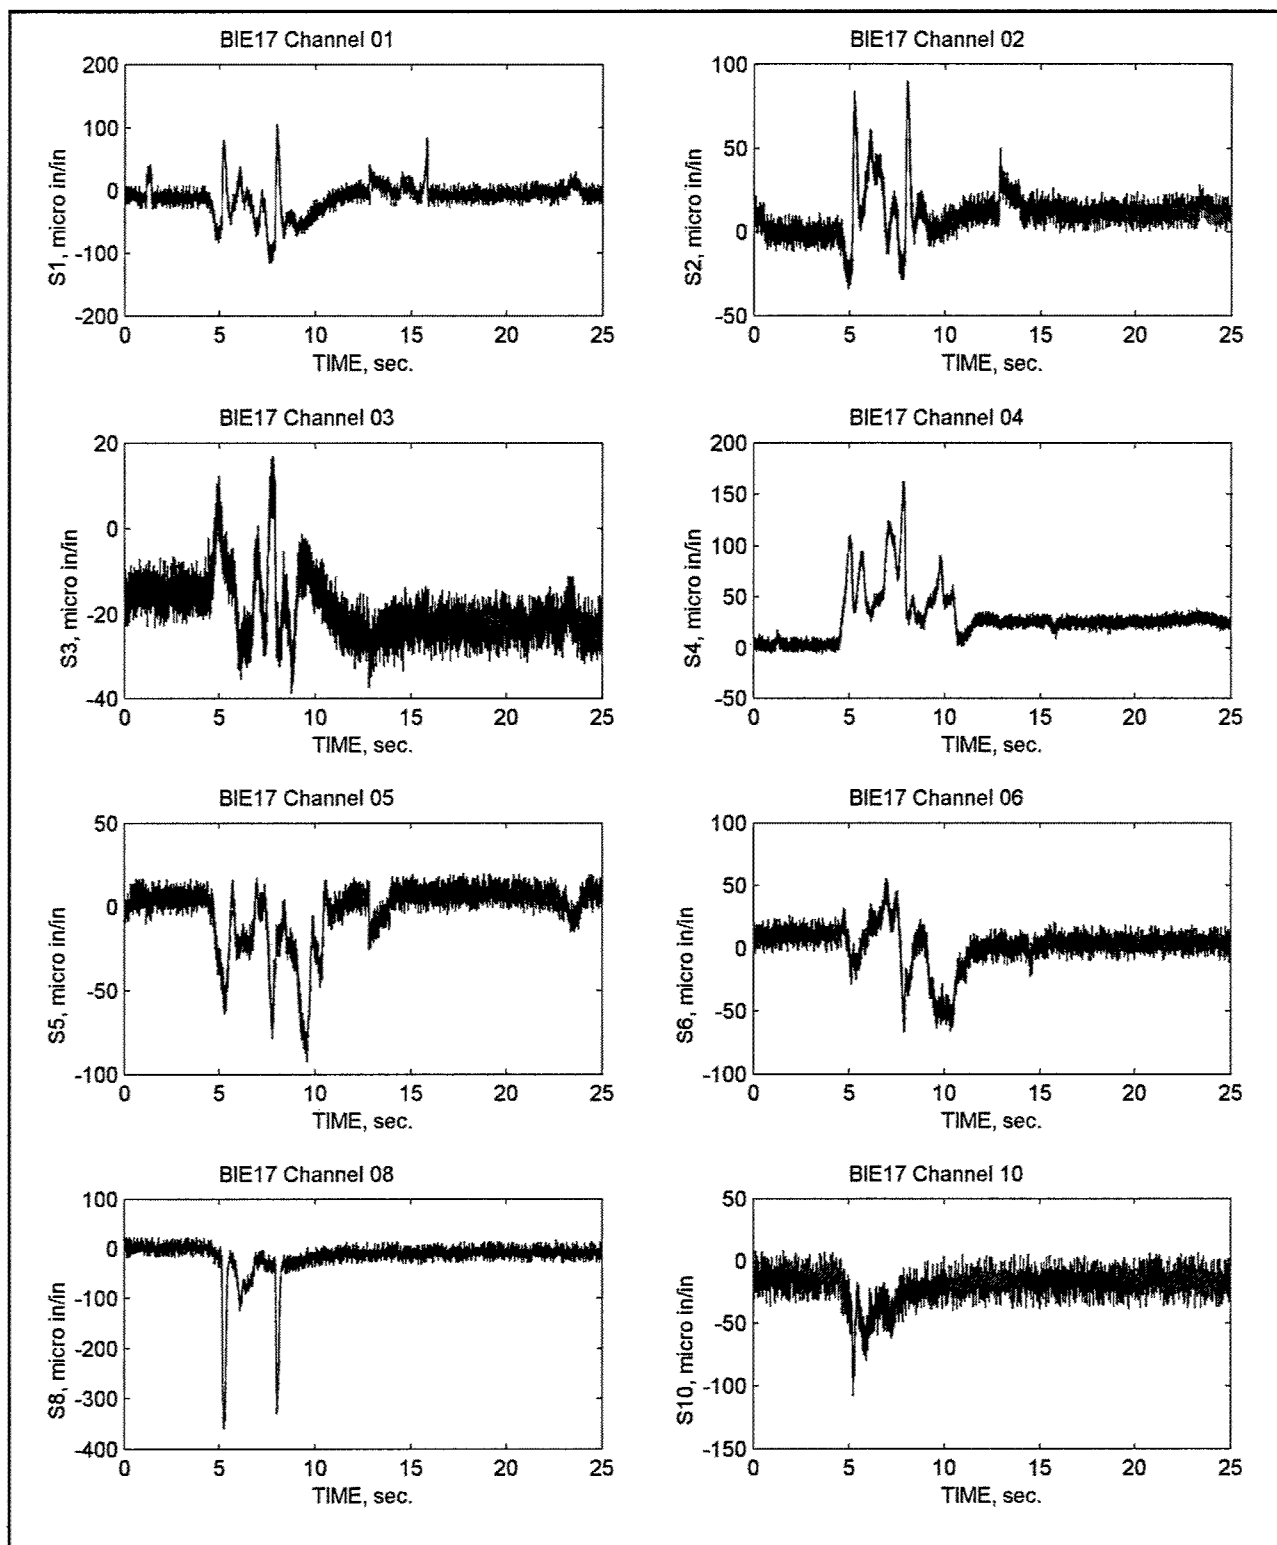 BIE17 Channel 01
200
100
0
-100
-200
S1, micro in/in
0 5 10 15 20 25
TIME, sec.
BIE17 Channel 02
100
50
0
-50
S2, micro in/in
0 5 10 15 20 25
TIME, sec.
BIE17 Channel 03
20
0
-20
-40
S3, micro in/in
0 5 10 15 20 25
TIME, sec.
BIE17 Channel 04
200
150
100
50
0
-50
S4, micro in/in
0 5 10 15 20 25
TIME, sec.
BIE17 Channel 05
50
0
-50
-100
S5, micro in/in
0 5 10 15 20 25
TIME, sec.
BIE17 Channel 06
100
50
0
-50
-100
S6, micro in/in
0 5 10 15 20 25
TIME, sec.
BIE17 Channel 08
100
0
-100
-200
-300
-400
S8, micro in/in
0 5 10 15 20 25
TIME, sec.
BIE17 Channel 10
50
0
-50
-100
-150
S10, micro in/in
0 5 10 15 20 25
TIME, sec.